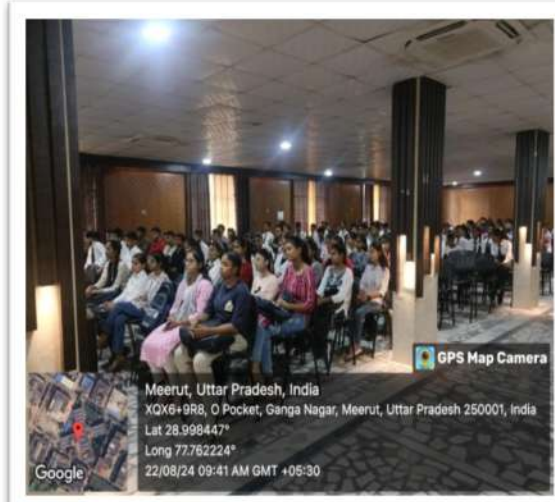 GPS Map Camera
Meerut, Uttar Pradesh, India
XQX6+9R8, O Pocket, Ganga Nagar, Meerut, Uttar Pradesh 250001, India
Lat 28.998447°
Long 77.762224°
22/08/24 09:41 AM GMT +05:30
Google